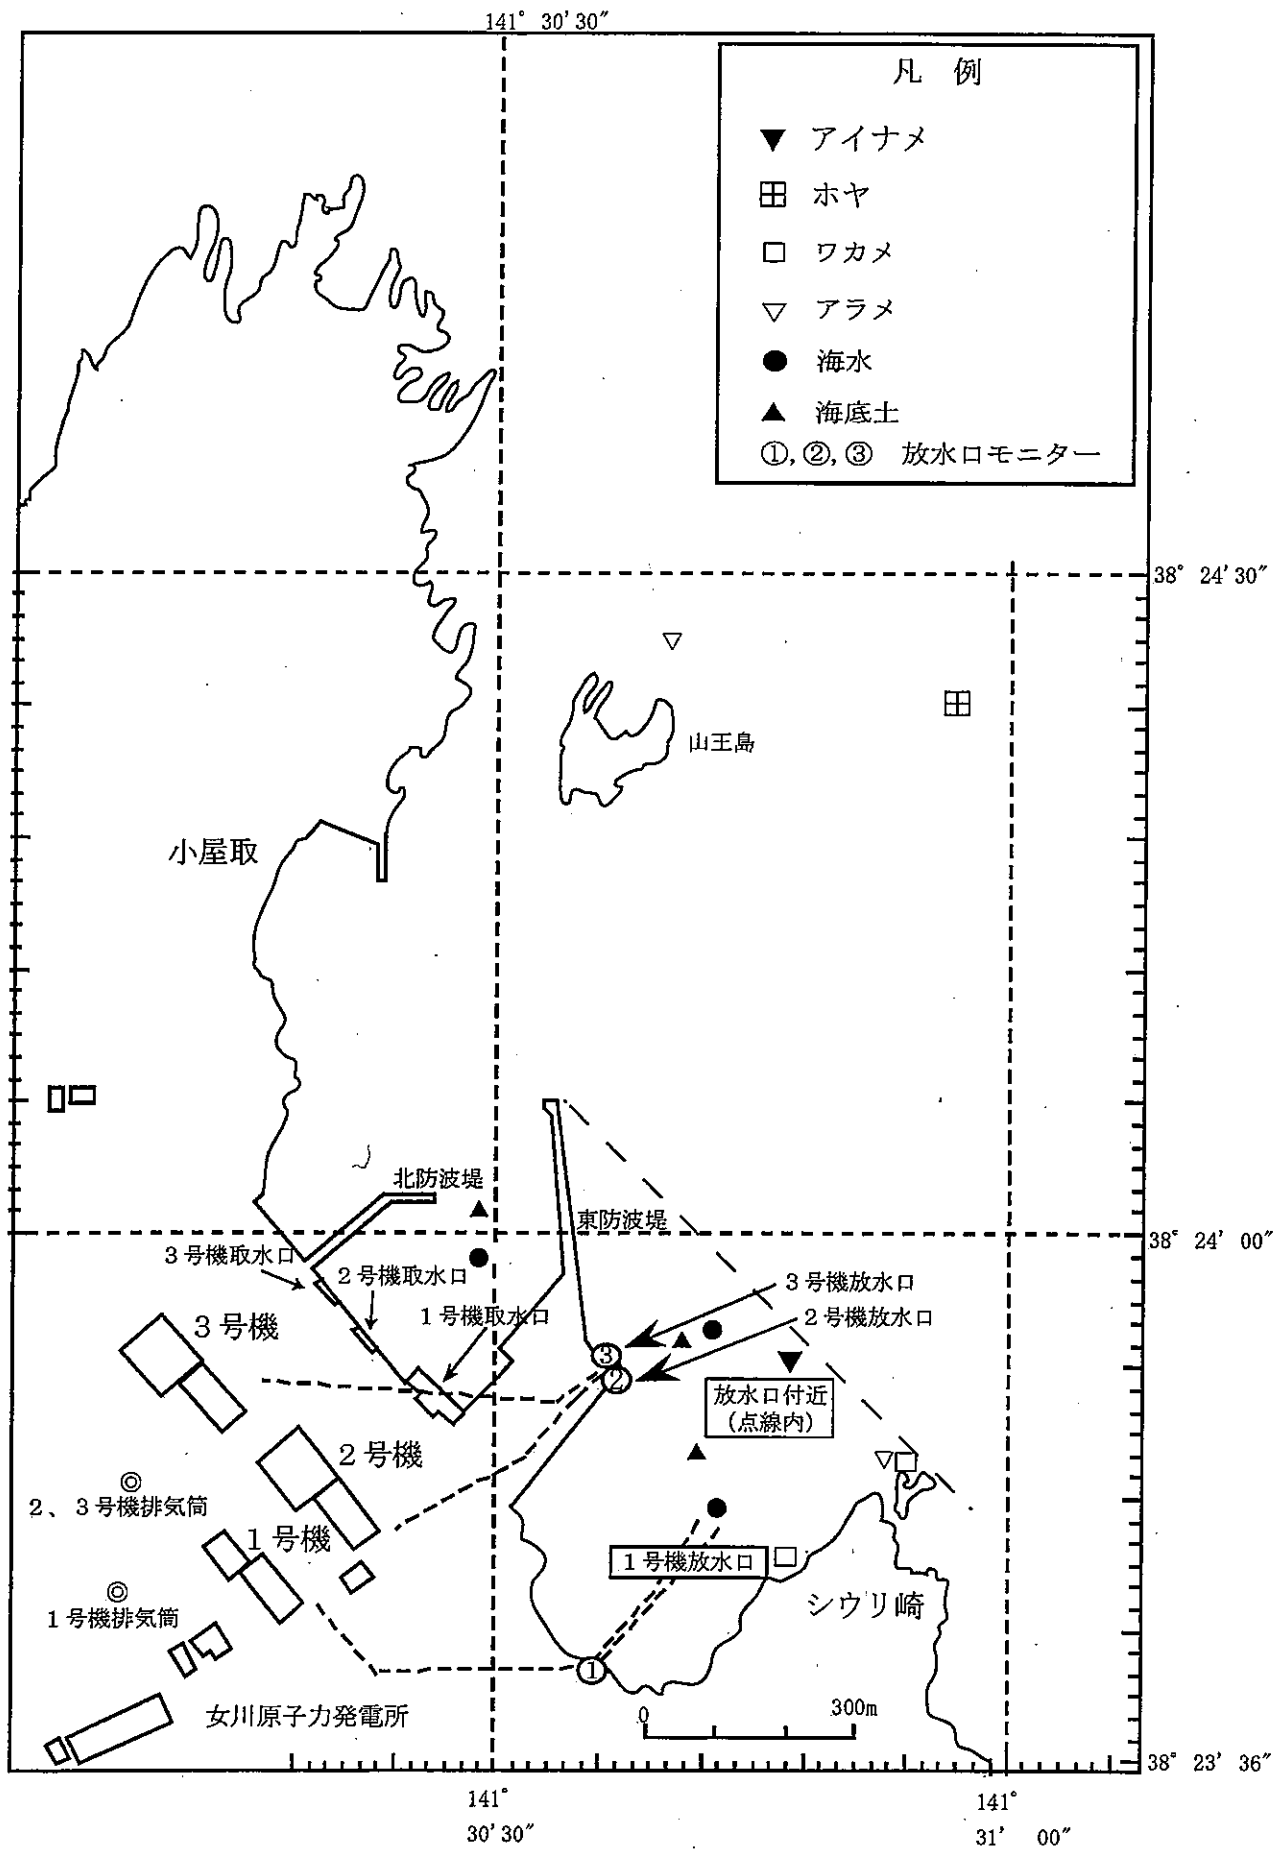 141° 30′30″
凡 例
アイナメ
ホヤ
ワカメ
アラメ
海水
海底土
①,②,③ 放水口モニター
38° 24′30″
山王島
小屋取
北防波堤
東防波堤
38° 24′ 00″
3号機取水口
2号機取水口
1号機取水口
3号機放水口
2号機放水口
3号機
③
②
放水口付近
(点線内)
2号機
2、3号機排気筒
1号機
1号機放水口
1号機排気筒
シウリ崎
①
女川原子力発電所
0 300m
38° 23′ 36″
141°
30′30″
141°
31′ 00″